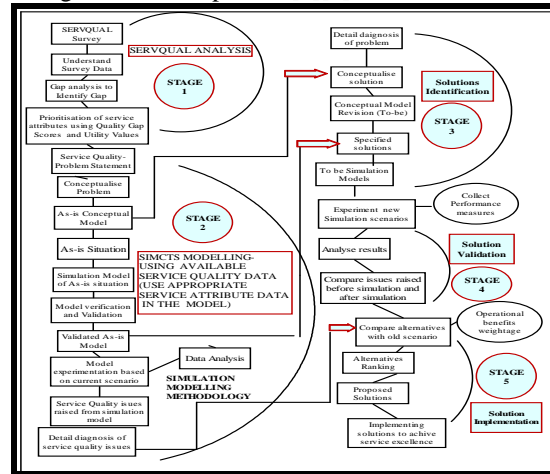 SERVQUAL
Survey
Understand
Survey Data
Gap analysis to
Identify Gap
Prioritisation of service
attributes using Quality Gap
Scores and Utility Values
Service Quality-
Problem Statement
Conceptualise
Problem
As-is Conceptual
Model
As-is Situation
Simulation Model
of As-is situation
Model verification
and Validation
Validated As-is
Model
Model
experimentation based
on current scenario
Service Quality issues
raised from simulation
model
Detail diagnosis of
service quality issues
SERVQUAL ANALYSIS
STAGE
1
STAGE
2
SIMCTS MODELLING-
USING AVAILABLE
SERVICE QUALITY DATA
(USE APPROPRIATE
SERVICE ATTRIBUTE DATA
IN THE MODEL)
Data Analysis
SIMULATION
MODELLING
METHODOLOGY
Detail daignosis
of problem
Conceptualise
solution
Conceptual Model
Revision (To-be)
Specified
solutions
To be Simulation
Models
Experiment new
Simulation scenarios
Analyse results
Compare issues raised
before simulation and
after simulation
Compare alternatives
with old scenario
Alternatives
Ranking
Proposed
Solutions
Implementing
solutions to achieve
service excellence
Solutions
Identification
STAGE
3
Collect
Performance
measures
Solution
Validation
STAGE
4
Operational
benefits
weightage
STAGE
5
Solution
Implementation